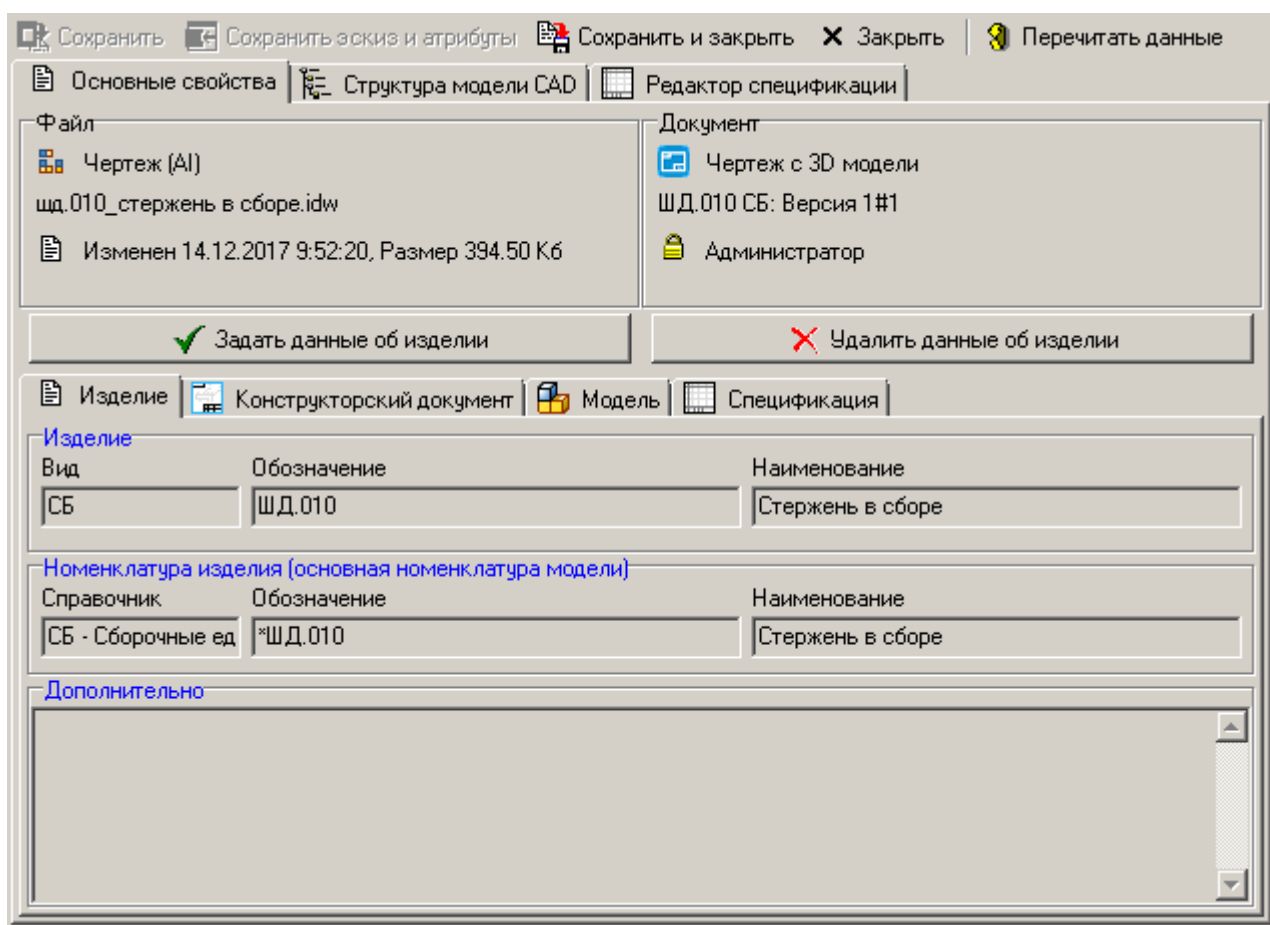 Сохранить Сохранить эскиз и атрибуты Сохранить и закрыть Закрыть Перечитать данные
Основные свойства Структура модели CAD Редактор спецификации
Файл Документ
Чертеж (AI) Чертеж с 3D модели
шд.010_стержень в сборе.idw ШД.010 СБ: Версия 1#1
Изменен 14.12.2017 9:52:20, Размер 394.50 Кб Администратор
Задать данные об изделии Удалить данные об изделии
Изделие Конструкторский документ Модель Спецификация
Изделие
Вид Обозначение Наименование
СБ ШД.010 Стержень в сборе
Номенклатура изделия (основная номенклатура модели)
Справочник Обозначение Наименование
СБ - Сборочные ед *ШД.010 Стержень в сборе
Дополнительно